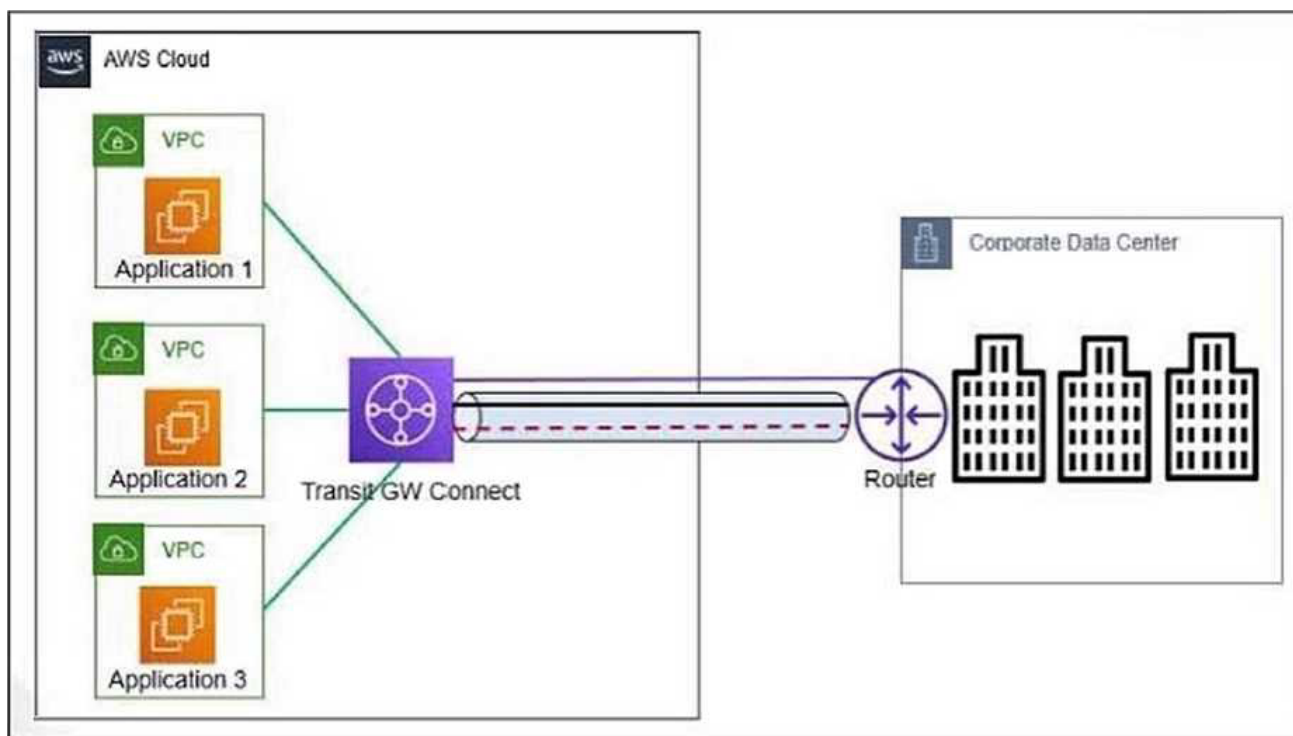 aws
AWS Cloud
VPC
Application 1
VPC
Application 2
VPC
Application 3
Transit GW Connect
Router
Corporate Data Center